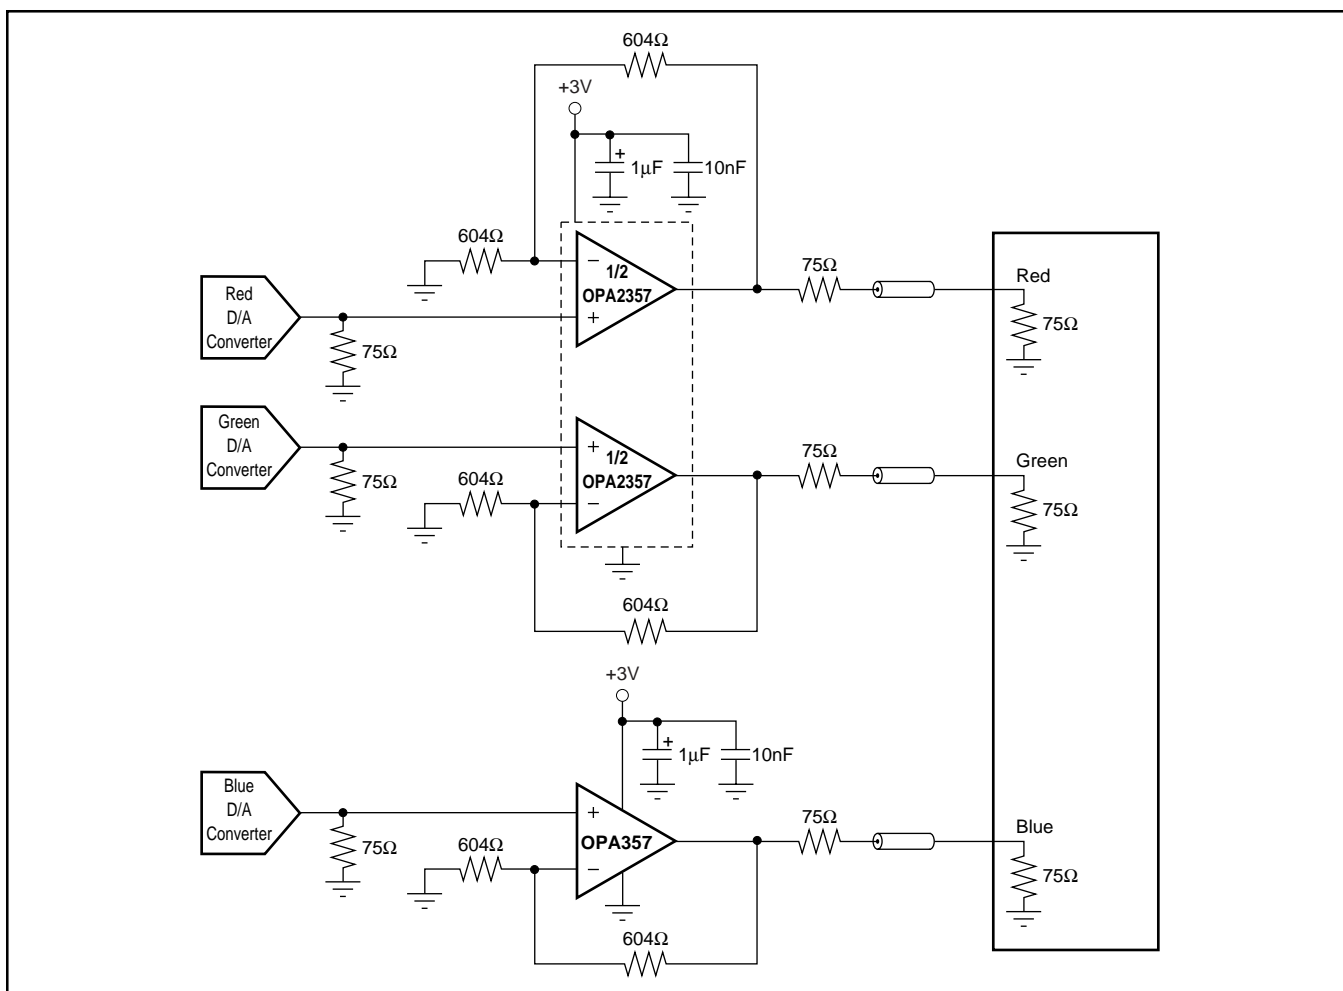 604Ω
+3V
+
1µF
10nF
604Ω
−
1/2
OPA2357
+
75Ω
Red
Red
D/A
Converter
75Ω
75Ω
Green
D/A
Converter
75Ω
+
1/2
OPA2357
−
604Ω
75Ω
Green
75Ω
604Ω
+3V
+
1µF
10nF
Blue
D/A
Converter
75Ω
+
OPA357
−
604Ω
75Ω
Blue
75Ω
604Ω